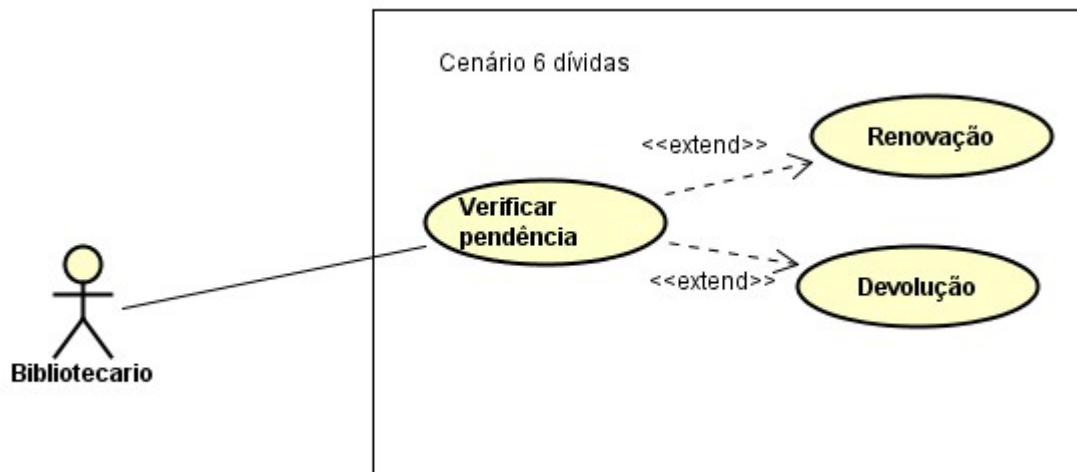 Cenário 6 dívidas
<<extend>>
Renovação
Verificar
pendência
<<extend>>
Devolução
Bibliotecario